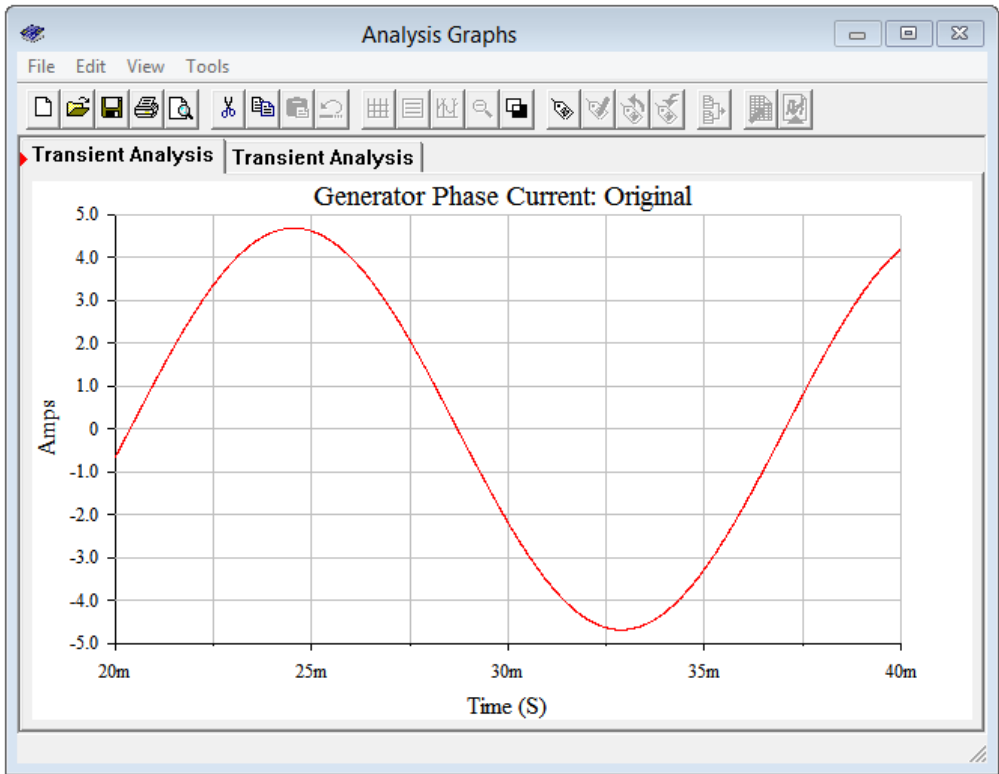 Analysis Graphs
File Edit View Tools
Transient Analysis Transient Analysis
Generator Phase Current: Original
5.0
4.0
3.0
2.0
1.0
0
-1.0
-2.0
-3.0
-4.0
-5.0
Amps
20m 25m 30m 35m 40m
Time (S)